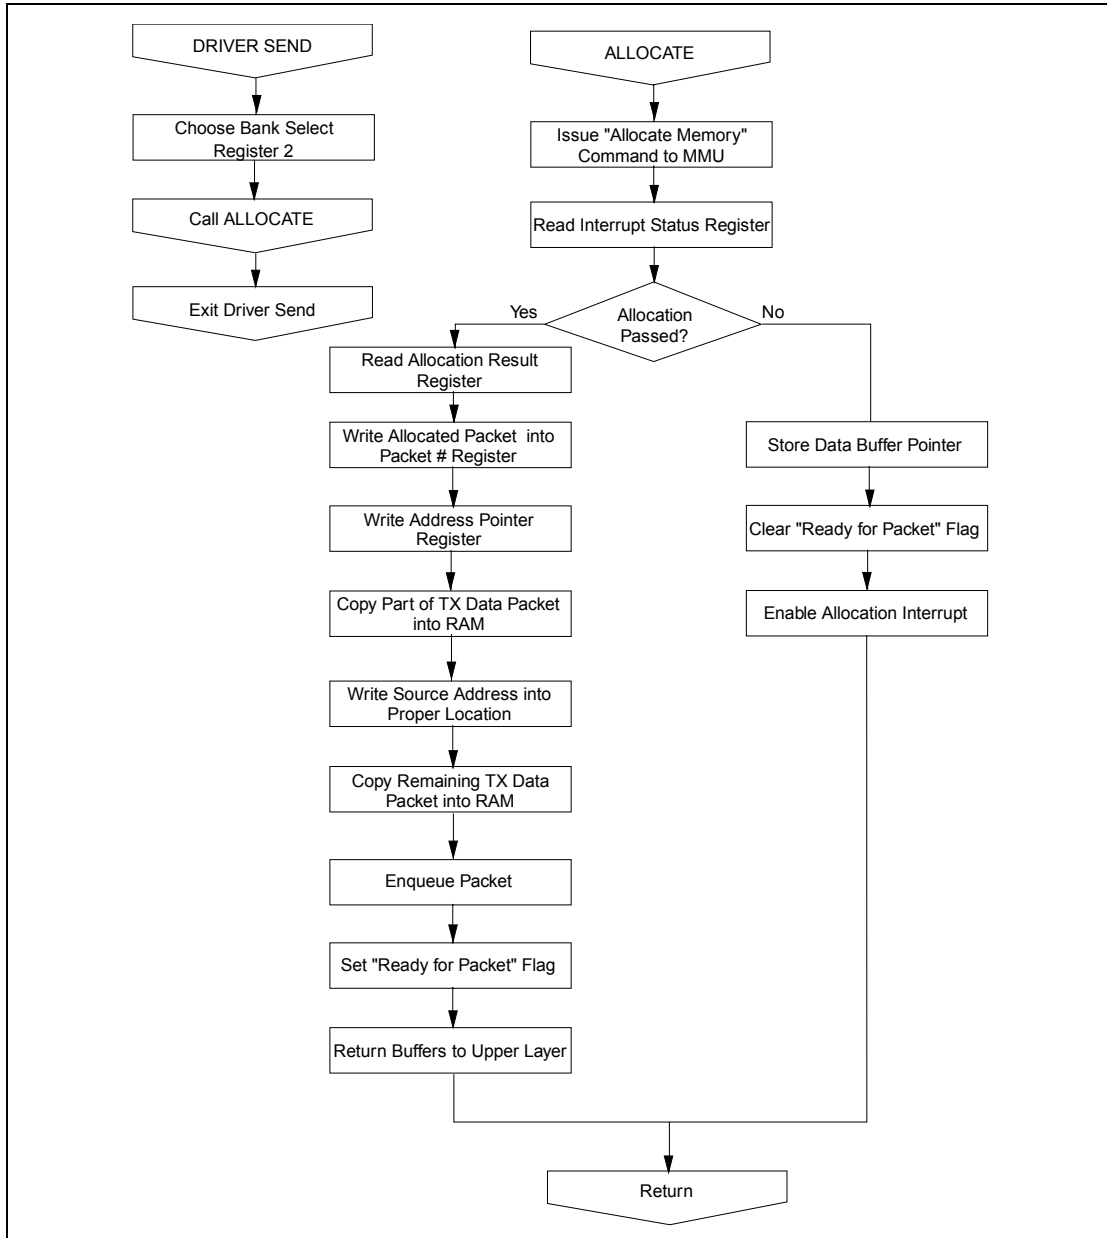 DRIVER SEND
Choose Bank Select
Register 2
Call ALLOCATE
Exit Driver Send
ALLOCATE
Issue "Allocate Memory"
Command to MMU
Read Interrupt Status Register
Allocation
Passed?
Yes
No
Read Allocation Result
Register
Write Allocated Packet into
Packet # Register
Write Address Pointer
Register
Copy Part of TX Data Packet
into RAM
Write Source Address into
Proper Location
Copy Remaining TX Data
Packet into RAM
Enqueue Packet
Set "Ready for Packet" Flag
Return Buffers to Upper Layer
Store Data Buffer Pointer
Clear "Ready for Packet" Flag
Enable Allocation Interrupt
Return